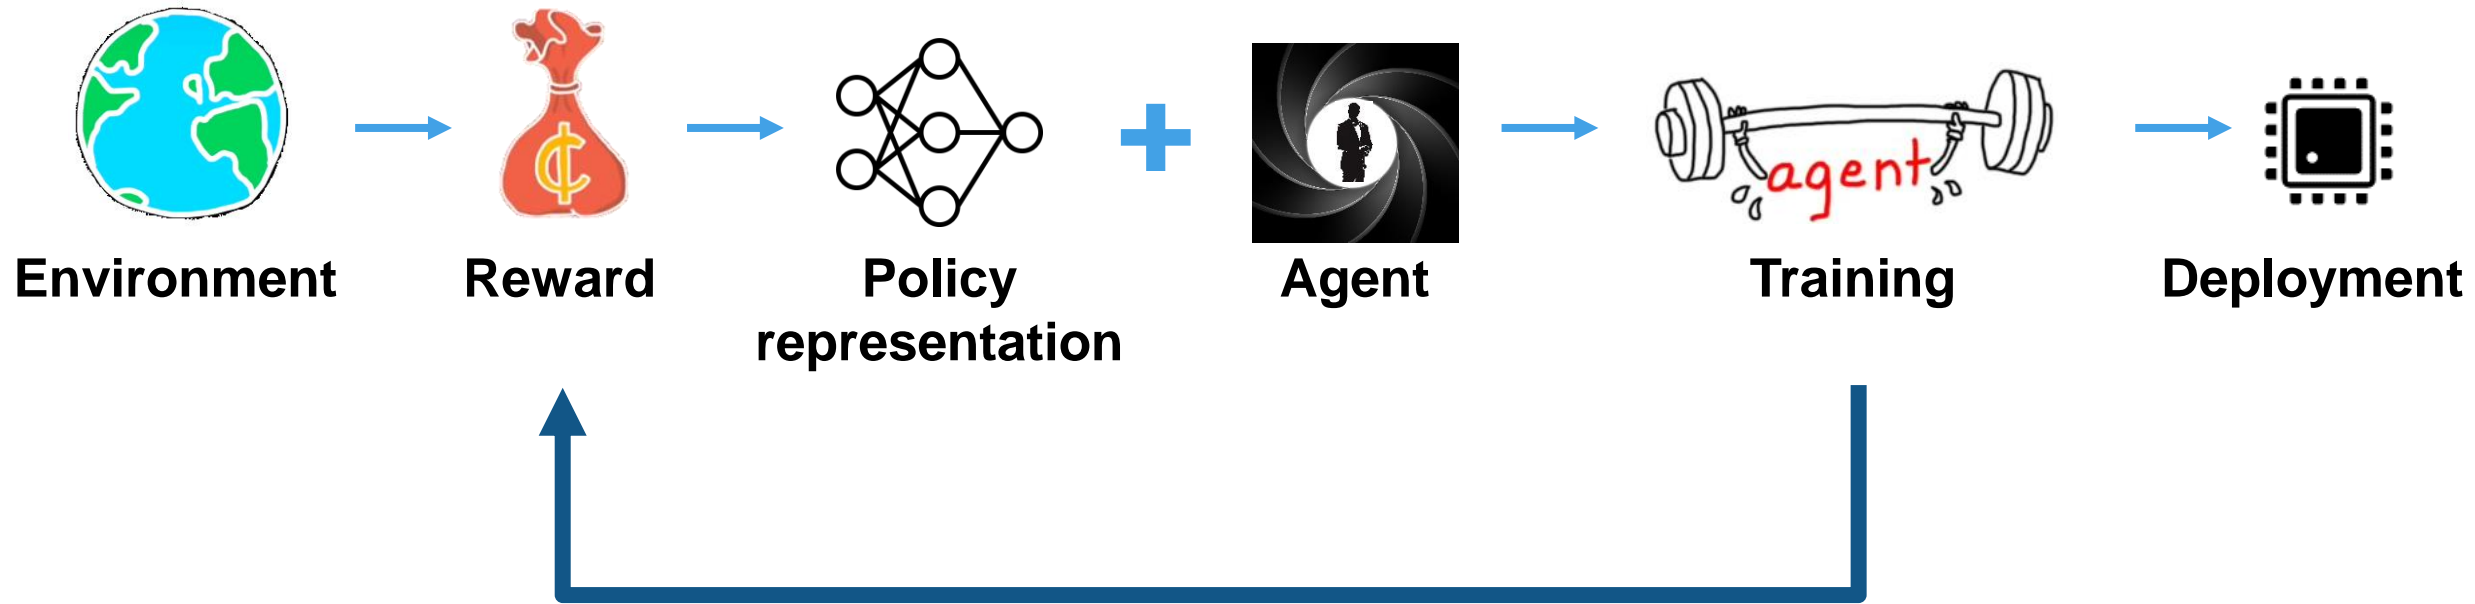 ₵
agent
Environment
Reward
Policy
representation
Agent
Training
Deployment